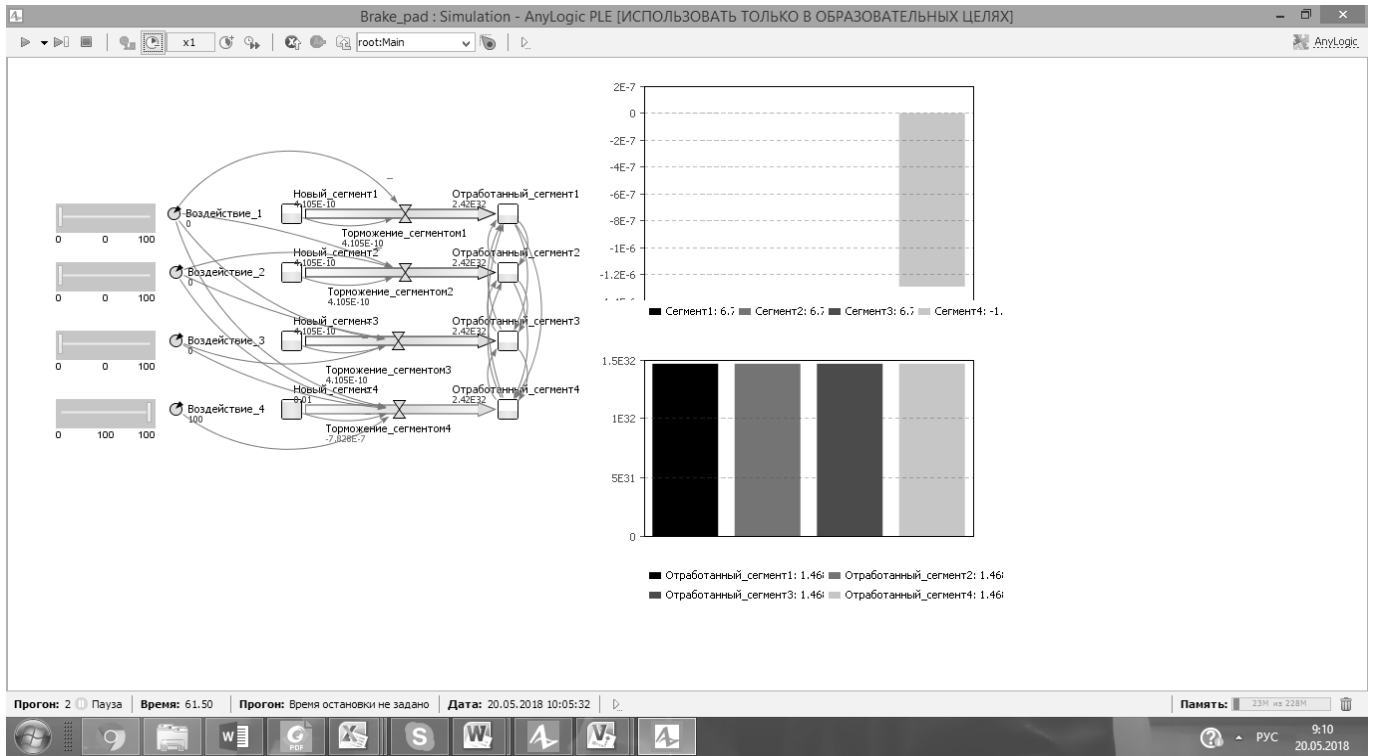 Brake_pad : Simulation - AnyLogic PLE [ИСПОЛЬЗОВАТЬ ТОЛЬКО В ОБРАЗОВАТЕЛЬНЫХ ЦЕЛЯХ]
x1
root:Main
AnyLogic
Воздействие_1
0
0 0 100
Новый_сегмент1
4.105E-10
Отработанный_сегмент1
2.42E32
Торможение_сегментом1
4.105E-10
Воздействие_2
0
0 0 100
Новый_сегмент2
4.105E-10
Отработанный_сегмент2
2.42E32
Торможение_сегментом2
4.105E-10
Воздействие_3
0
0 0 100
Новый_сегмент3
4.105E-10
Отработанный_сегмент3
2.42E32
Торможение_сегментом3
4.105E-10
Воздействие_4
100
0 100 100
Новый_сегмент4
0.01
Отработанный_сегмент4
2.42E32
Торможение_сегментом4
-7.828E-7
2E-7
0
-2E-7
-4E-7
-6E-7
-8E-7
-1E-6
-1.2E-6
Сегмент1: 6.7 Сегмент2: 6.7 Сегмент3: 6.7 Сегмент4: -1.
1.5E32
1E32
5E31
0
Отработанный_сегмент1: 1.468 Отработанный_сегмент2: 1.468
Отработанный_сегмент3: 1.468 Отработанный_сегмент4: 1.468
Прогон: 2 Пауза Время: 61.50 Прогон: Время остановки не задано Дата: 20.05.2018 10:05:32 Память: 23M из 228M
PDF
РУС
9:10
20.05.2018